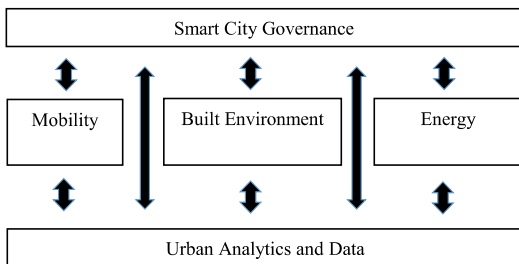 Smart City Governance
Mobility
Built Environment
Energy
Urban Analytics and Data